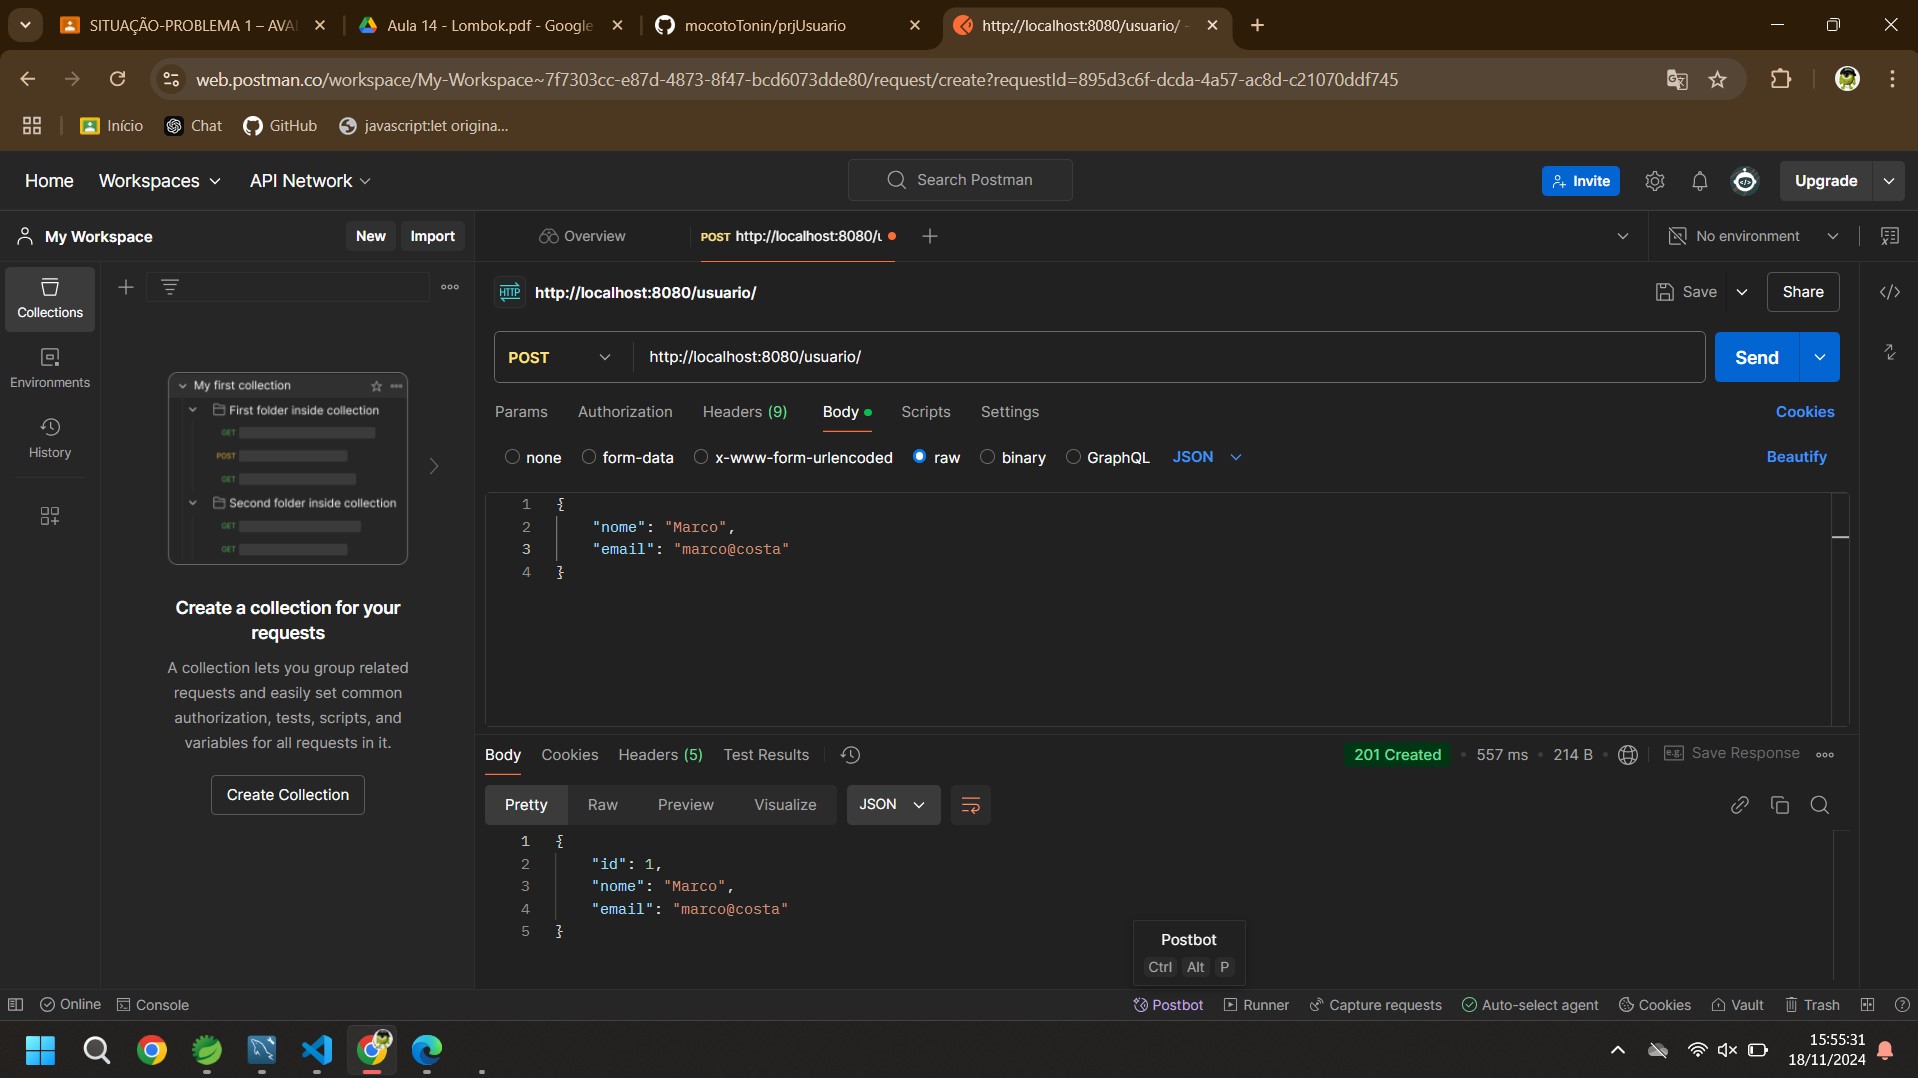 SITUAÇÃO-PROBLEMA 1 – AVA
Aula 14 - Lombok.pdf - Google
mocotoTonin/prjUsuario
http://localhost:8080/usuario/ -
web.postman.co/workspace/My-Workspace~7f7303cc-e87d-4873-8f47-bcd6073dde80/request/create?requestId=895d3c6f-dcda-4a57-ac8d-c21070ddf745
Início
Chat
GitHub
javascript:let origina...
Home
Workspaces
API Network
Search Postman
Invite
Upgrade
My Workspace
New
Import
Overview
POST http://localhost:8080/u
No environment
Collections
Environments
History
My first collection
First folder inside collection
GET
POST
GET
Second folder inside collection
GET
GET
Create a collection for your
requests
A collection lets you group related
requests and easily set common
authorization, tests, scripts, and
variables for all requests in it.
Create Collection
HTTP
http://localhost:8080/usuario/
Save
Share
POST
http://localhost:8080/usuario/
Send
Params
Authorization
Headers (9)
Body
Scripts
Settings
Cookies
none
form-data
x-www-form-urlencoded
raw
binary
GraphQL
JSON
Beautify
1 {
2 "nome": "Marco",
3 "email": "marco@costa"
4 }
Body
Cookies
Headers (5)
Test Results
201 Created
557 ms
214 B
e.g.
Save Response
Pretty
Raw
Preview
Visualize
JSON
1 {
2 "id": 1,
3 "nome": "Marco",
4 "email": "marco@costa"
5 }
Postbot
Ctrl Alt P
Online
Console
Postbot
Runner
Capture requests
Auto-select agent
Cookies
Vault
Trash
15:55:31
18/11/2024